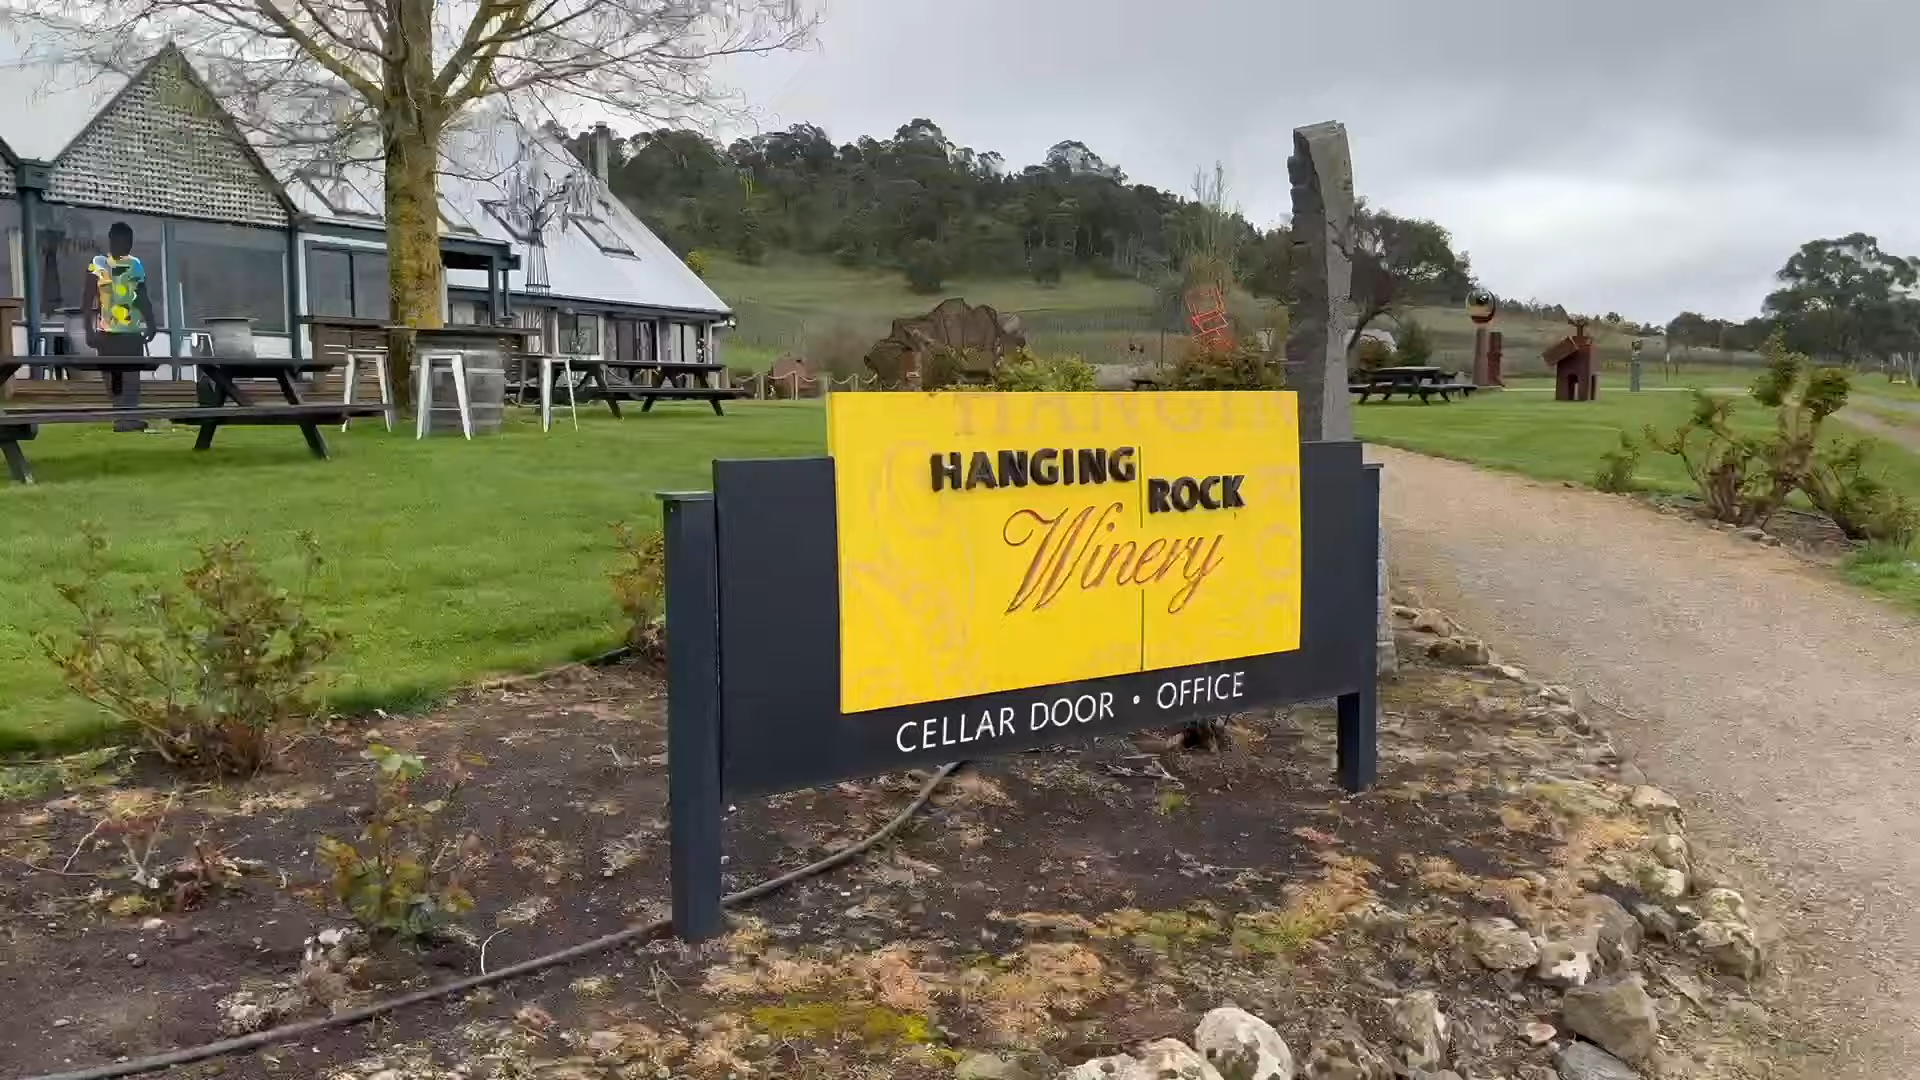 HANGING
ROCK
Winery
CELLAR DOOR • OFFICE